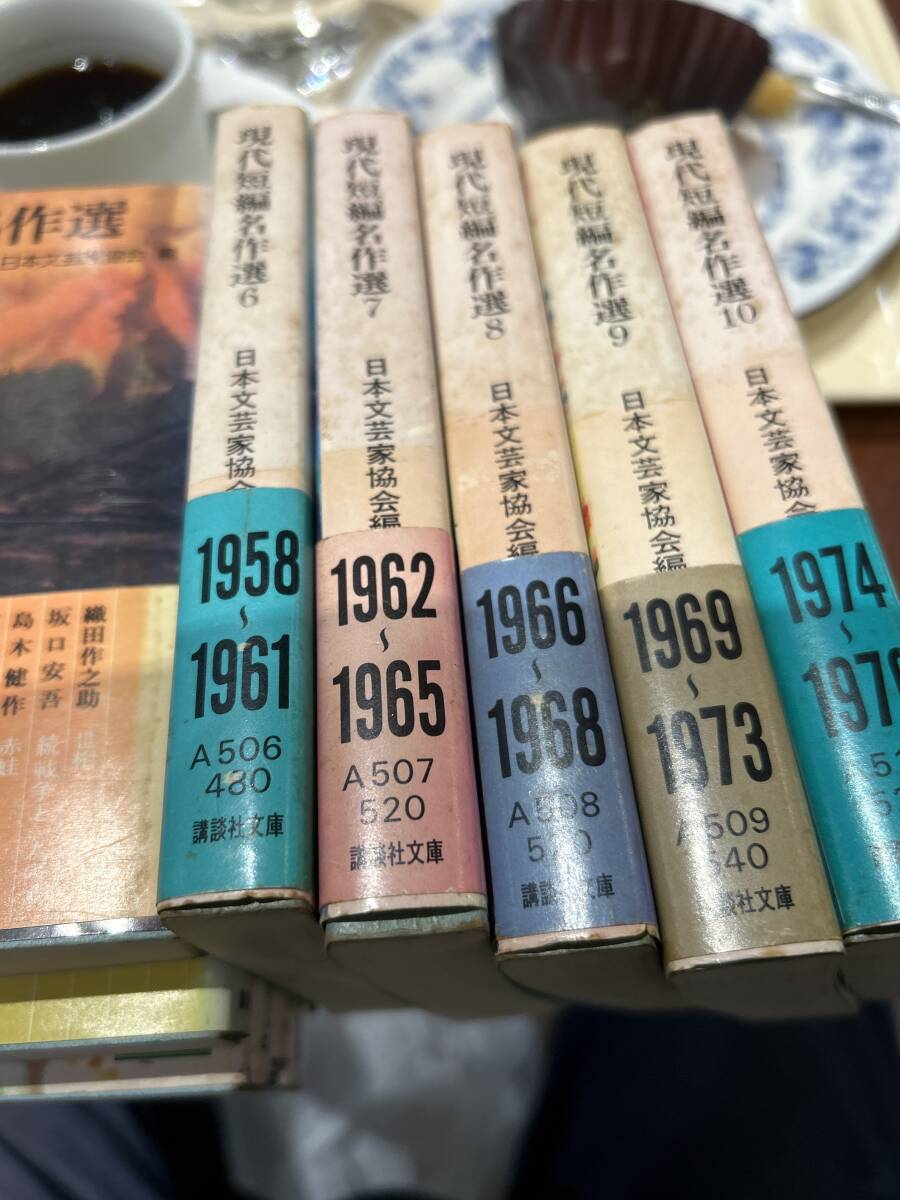 作選
日本文芸家協会 編
織田作之助
坂口安吾
島木健作 赤蛙
現代短編名作選6
日本文芸家協会
1958
〜
1961
A506
480
講談社文庫
現代短編名作選7
日本文芸家協会編
1962
〜
1965
A507
520
講談社文庫
現代短編名作選8
日本文芸家協会編
1966
〜
1968
A508
講談社文庫
現代短編名作選9
日本文芸家協会編
1969
〜
1973
A509
540
談社文庫
現代短編名作選10
日本文芸家協会
1974
〜